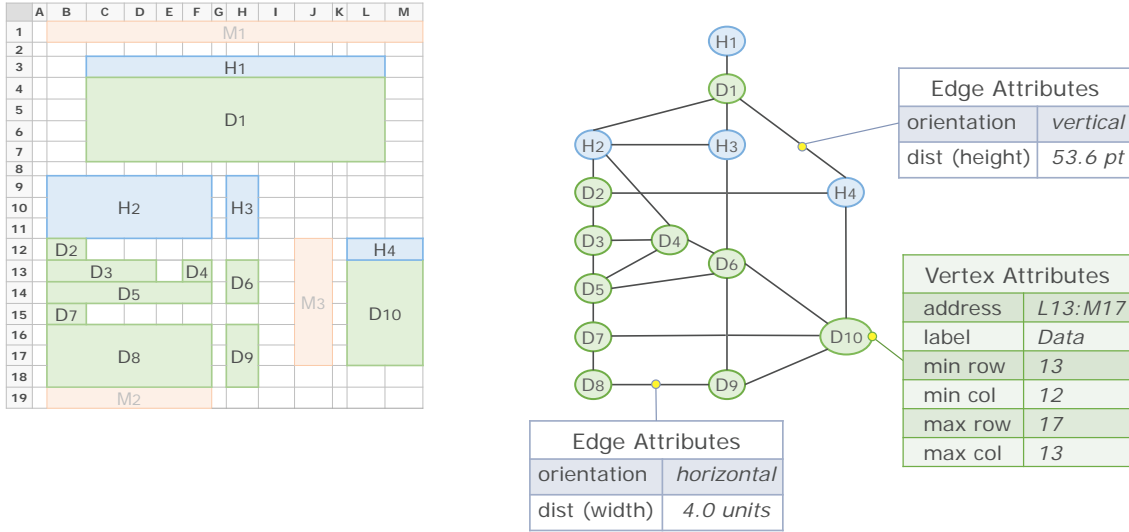 A B C D E F G H I J K L M
1 M1
2
3 H1
4
5 D1
6
7
8
9
10 H2 H3
11
12 D2 H4
13 D3 D4
14 D5 D6 M3
15 D7 D10
16
17 D8 D9
18
19 M2
H1
D1
H2 H3
D2 H4
D3 D4
D6
D5
D7 D10
D8 D9
Edge Attributes
orientation vertical
dist (height) 53.6 pt
Vertex Attributes
address L13:M17
label Data
min row 13
min col 12
max row 17
max col 13
Edge Attributes
orientation horizontal
dist (width) 4.0 units